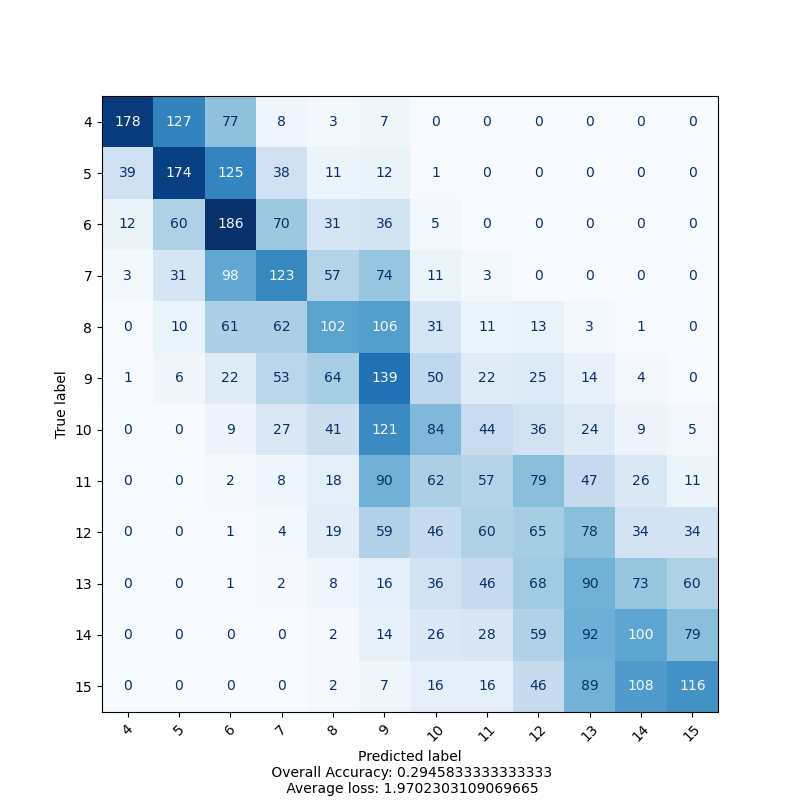 4 178 127 77 8 3 7 0 0 0 0 0 0
5 39 174 125 38 11 12 1 0 0 0 0 0
6 12 60 186 70 31 36 5 0 0 0 0 0
7 3 31 98 123 57 74 11 3 0 0 0 0
8 0 10 61 62 102 106 31 11 13 3 1 0
9 1 6 22 53 64 139 50 22 25 14 4 0
True label
10 0 0 9 27 41 121 84 44 36 24 9 5
11 0 0 2 8 18 90 62 57 79 47 26 11
12 0 0 1 4 19 59 46 60 65 78 34 34
13 0 0 1 2 8 16 36 46 68 90 73 60
14 0 0 0 0 2 14 26 28 59 92 100 79
15 0 0 0 0 2 7 16 16 46 89 108 116
4 5 6 7 8 9 10 11 12 13 14 15
Predicted label
Overall Accuracy: 0.2945833333333333
Average loss: 1.9702303109069665